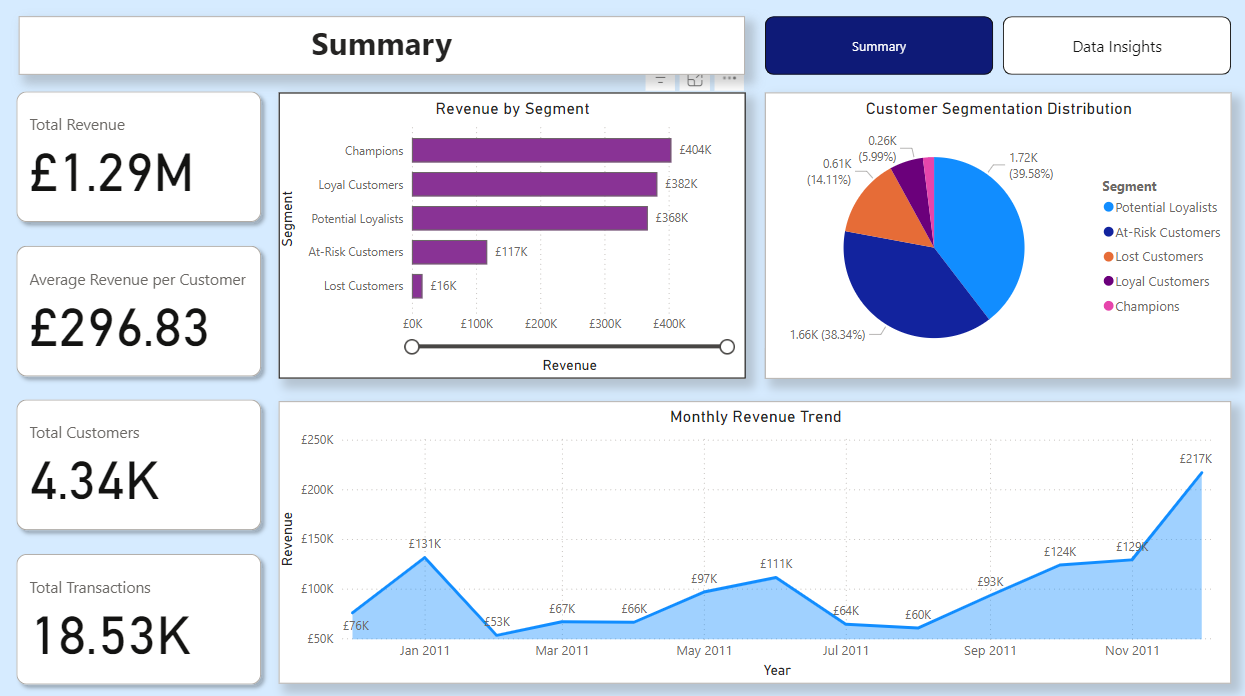 Summary
Summary
Data Insights
Total Revenue
£1.29M
Average Revenue per Customer
£296.83
Total Customers
4.34K
Total Transactions
18.53K
Revenue by Segment
Segment
Champions
£404K
Loyal Customers
£382K
Potential Loyalists
£368K
At-Risk Customers
£117K
Lost Customers
£16K
£0K £100K £200K £300K £400K
Revenue
Customer Segmentation Distribution
0.26K
(5.99%)
0.61K
(14.11%)
1.72K
(39.58%)
1.66K (38.34%)
Segment
Potential Loyalists
At-Risk Customers
Lost Customers
Loyal Customers
Champions
Monthly Revenue Trend
Revenue
£250K
£200K
£150K
£100K
£50K
£76K
£131K
£53K
£67K
£66K
£97K
£111K
£64K
£60K
£93K
£124K
£129K
£217K
Jan 2011 Mar 2011 May 2011 Jul 2011 Sep 2011 Nov 2011
Year